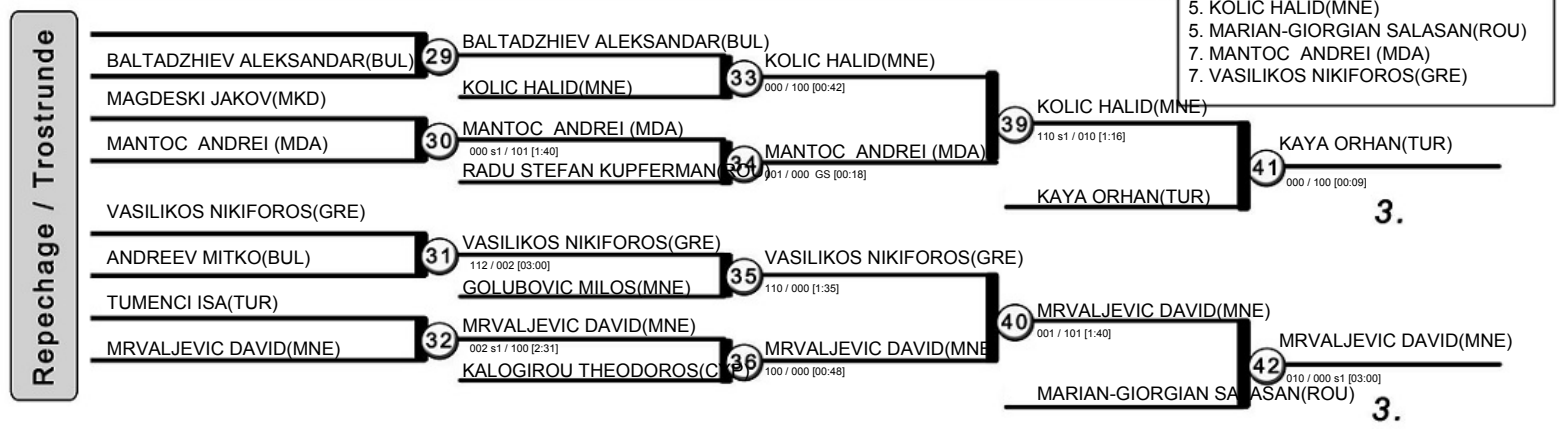 Repechage / Trostrunde
5. KOLIC HALID(MNE)
5. MARIAN-GIORGIAN SALASAN(ROU)
7. MANTOC ANDREI (MDA)
7. VASILIKOS NIKIFOROS(GRE)
BALTADZHIEV ALEKSANDAR(BUL)
29
MAGDESKI JAKOV(MKD)
MANTOC ANDREI (MDA)
30
VASILIKOS NIKIFOROS(GRE)
ANDREEV MITKO(BUL)
31
TUMENCI ISA(TUR)
MRVALJEVIC DAVID(MNE)
32
BALTADZHIEV ALEKSANDAR(BUL)
KOLIC HALID(MNE)
33
MANTOC ANDREI (MDA)
000 s1 / 101 [1:40]
RADU STEFAN KUPFERMAN(ROU)
34
VASILIKOS NIKIFOROS(GRE)
112 / 002 [03:00]
GOLUBOVIC MILOS(MNE)
35
MRVALJEVIC DAVID(MNE)
002 s1 / 100 [2:31]
KALOGIROU THEODOROS(CYP)
36
KOLIC HALID(MNE)
000 / 100 [00:42]
MANTOC ANDREI (MDA)
001 / 000 GS [00:18]
39
VASILIKOS NIKIFOROS(GRE)
110 / 000 [1:35]
MRVALJEVIC DAVID(MNE
100 / 000 [00:48]
40
KOLIC HALID(MNE)
110 s1 / 010 [1:16]
KAYA ORHAN(TUR)
41
MRVALJEVIC DAVID(MNE)
001 / 101 [1:40]
MARIAN-GIORGIAN SALASAN(ROU)
42
KAYA ORHAN(TUR)
000 / 100 [00:09]
3.
MRVALJEVIC DAVID(MNE)
010 / 000 s1 [03:00]
3.